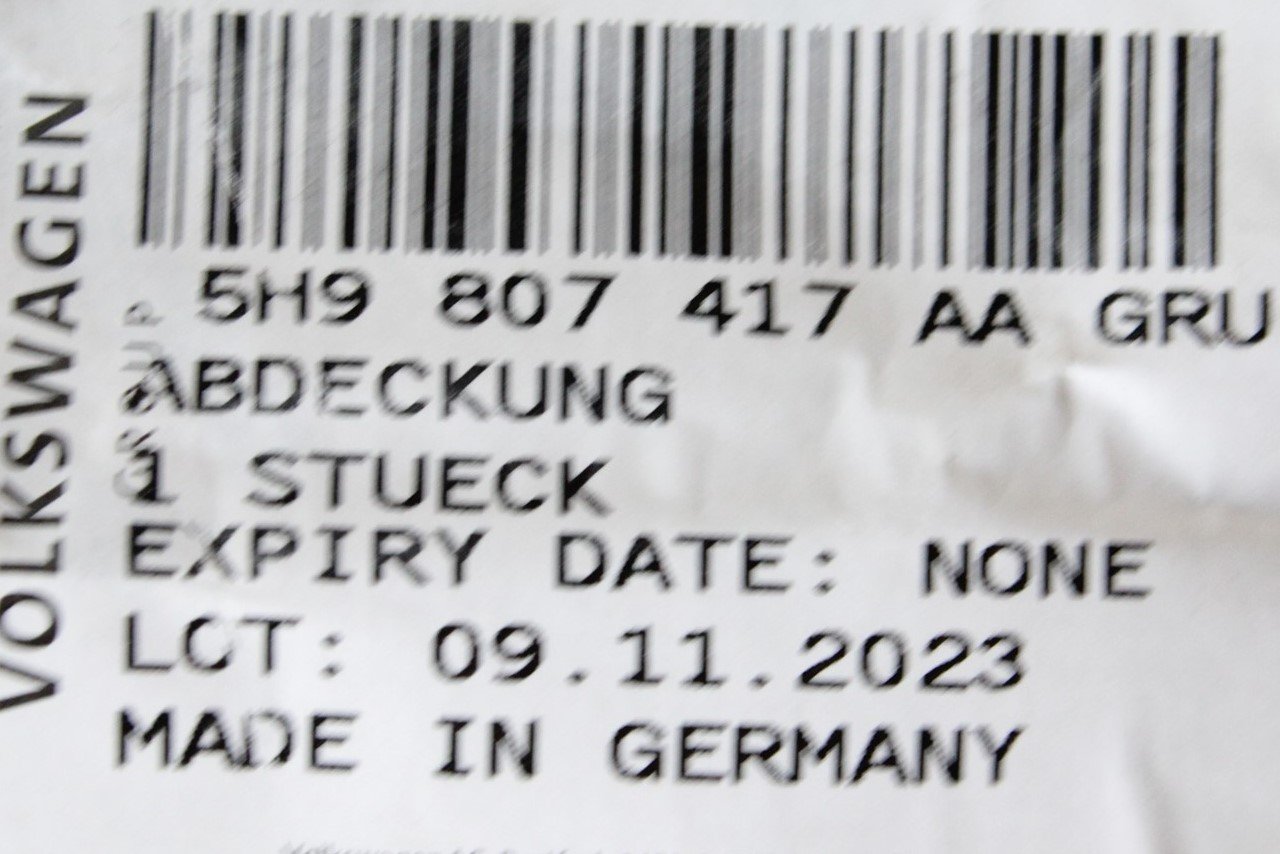 5H9 807 417 AA GRU
ABDECKUNG
1 STUECK
EXPIRY DATE: NONE
LOT: 09.11.2023
MADE IN GERMANY
VOLKSWAGEN